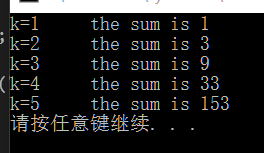 k=1 the sum is 1
k=2 the sum is 3
k=3 the sum is 9
k=4 the sum is 33
k=5 the sum is 153
请按任意键继续. . .